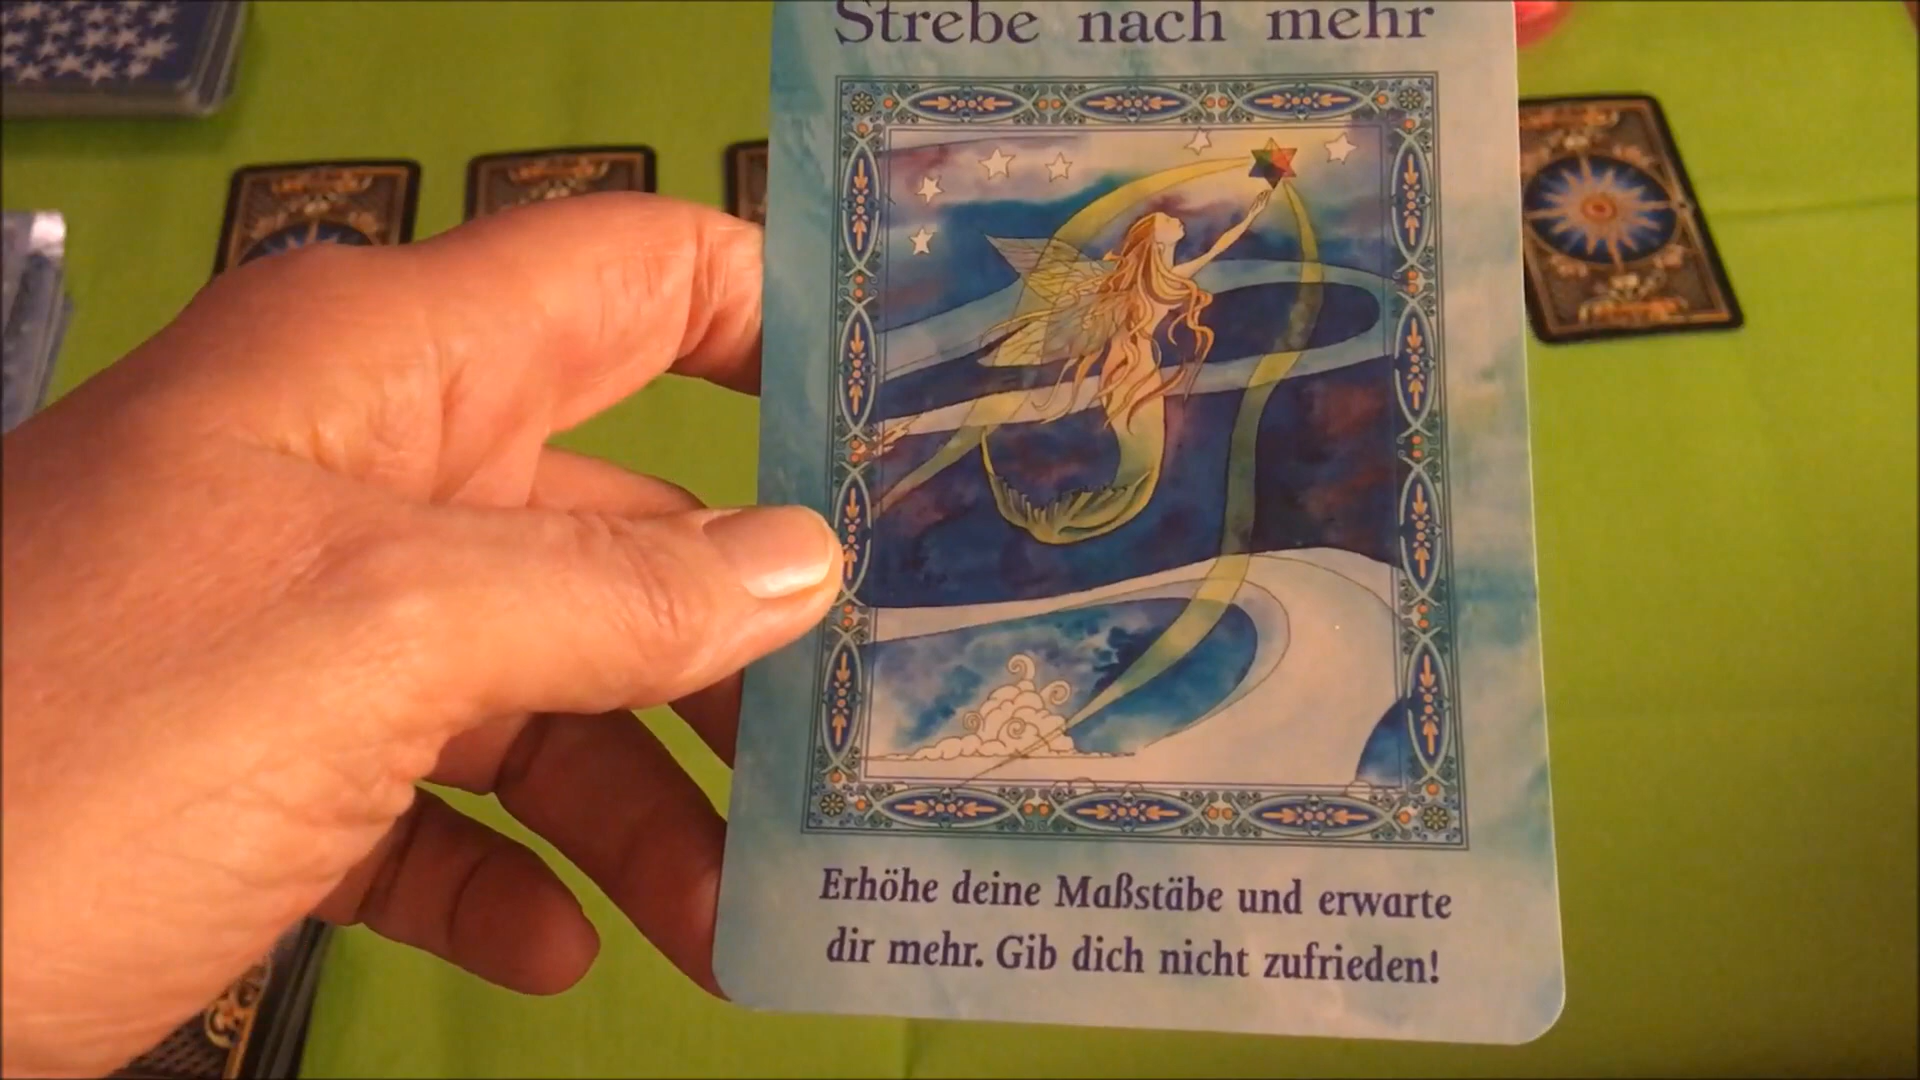 Strebe nach mehr
Erhöhe deine Maßstäbe und erwarte
dir mehr. Gib dich nicht zufrieden!